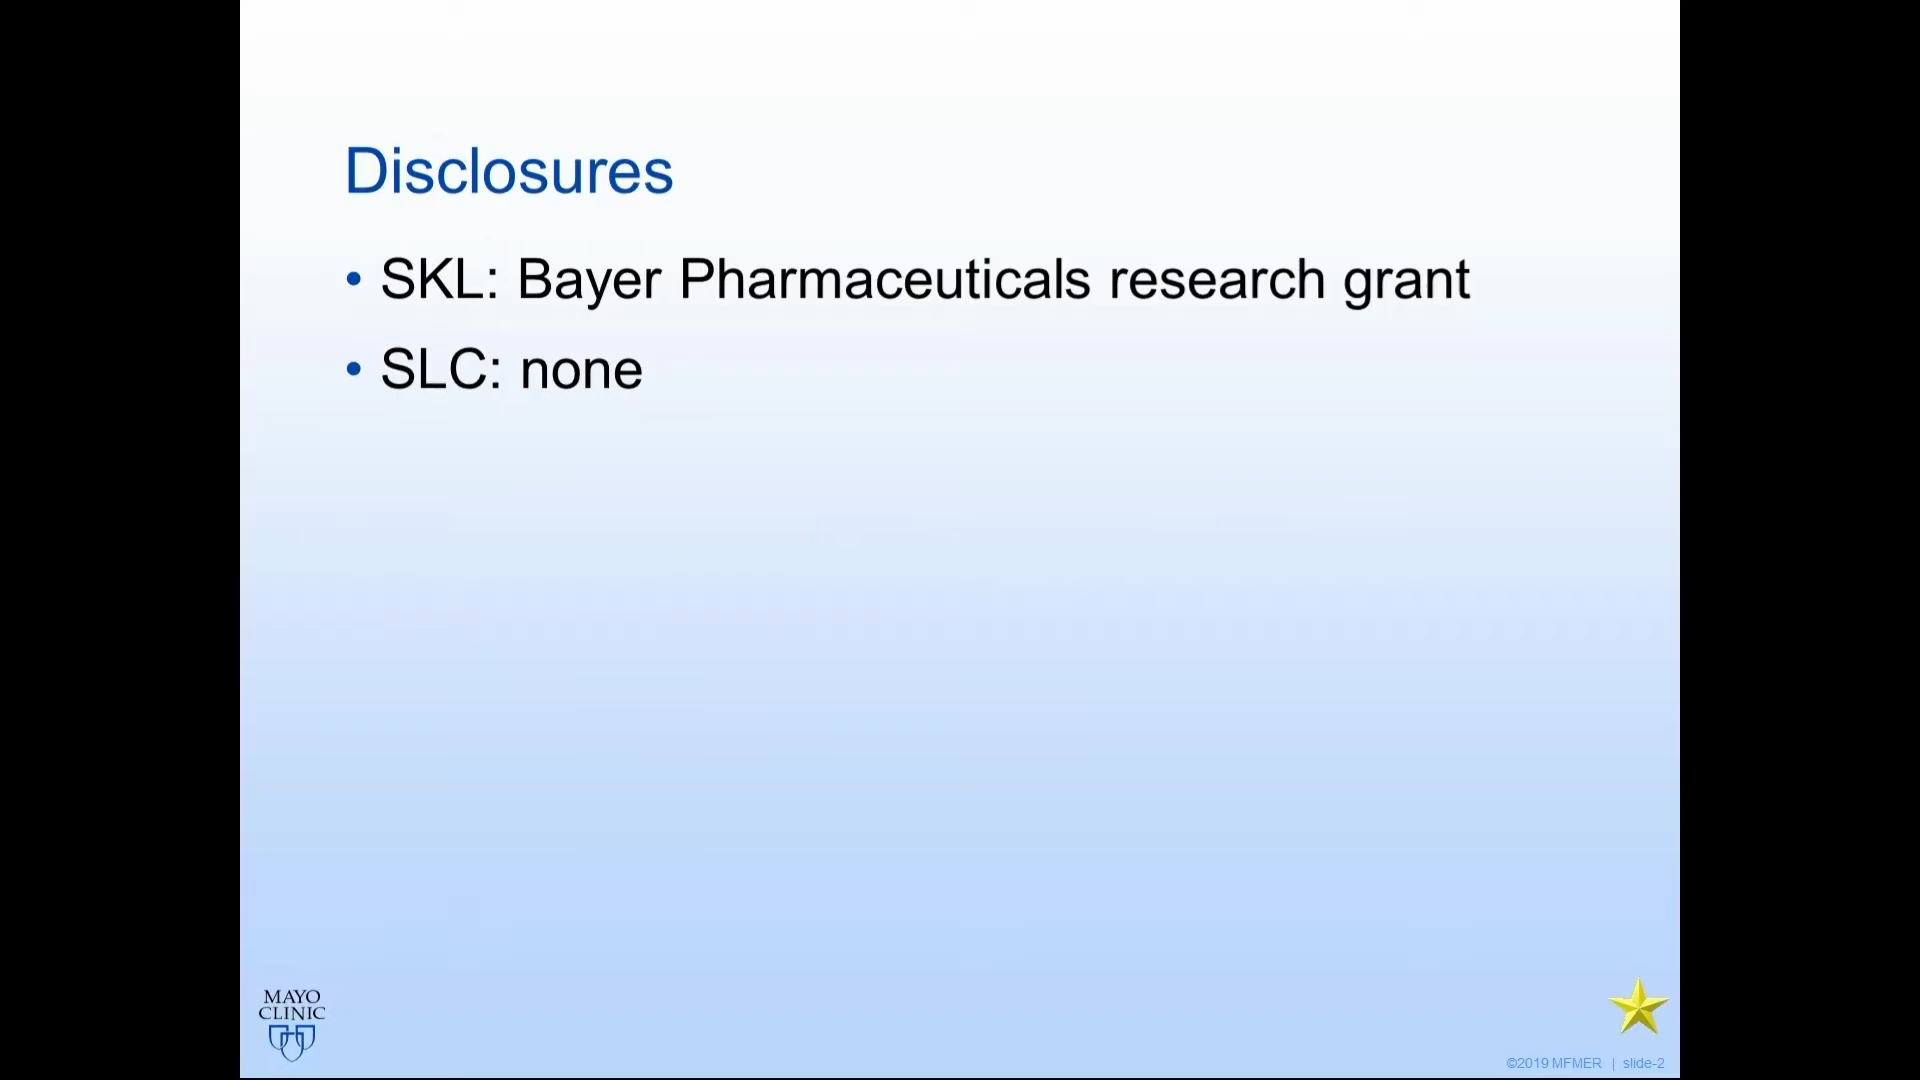 Disclosures
• SKL: Bayer Pharmaceuticals research grant
• SLC: none
MAYO
CLINIC
©2019 MFMER | slide-2